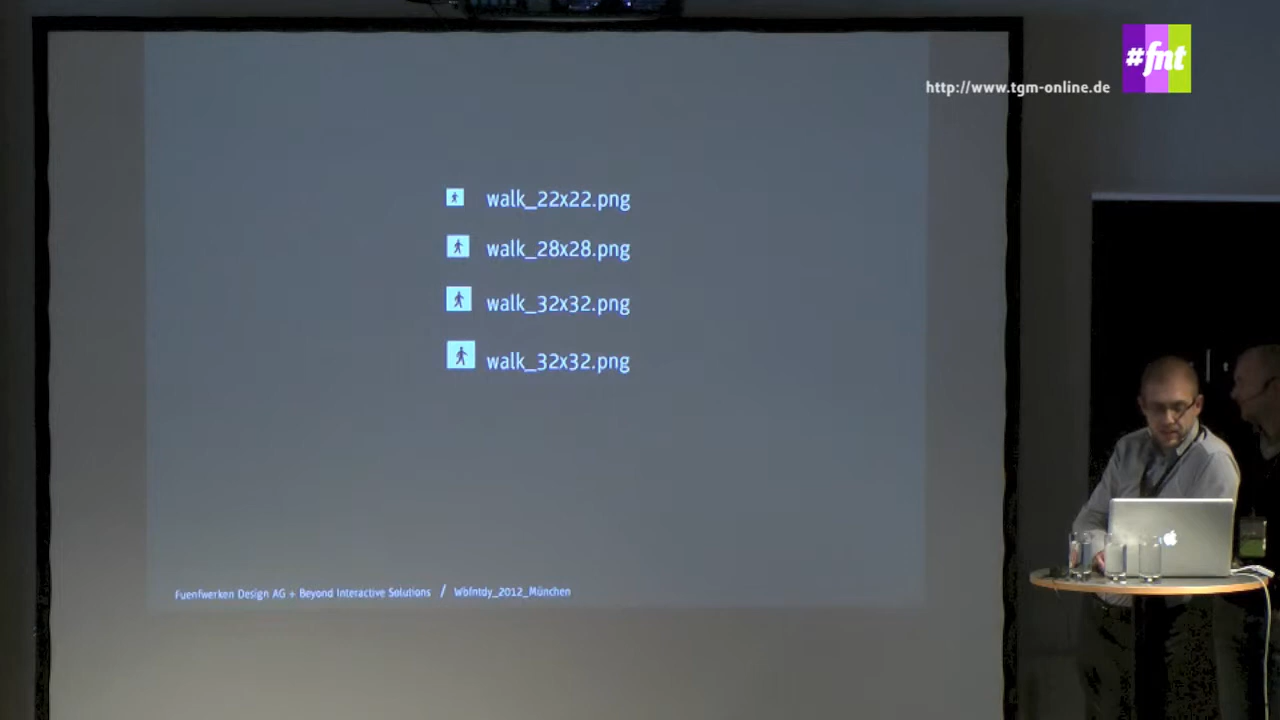 #fnt
http://www.tgm-online.de
walk_22x22.png
walk_28x28.png
walk_32x32.png
walk_32x32.png
Fuenfwerken Design AG + Beyond Interactive Solutions / Wbfntdy_2012_München